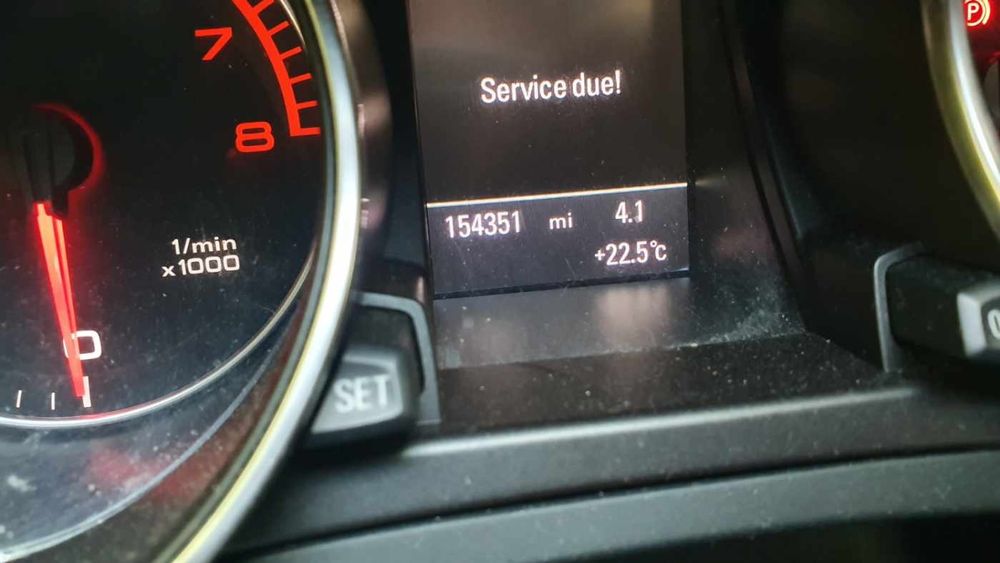 7
8
Service due!
154351 mi 4.1
+22.5°c
1/min
x1000
0
SET
P